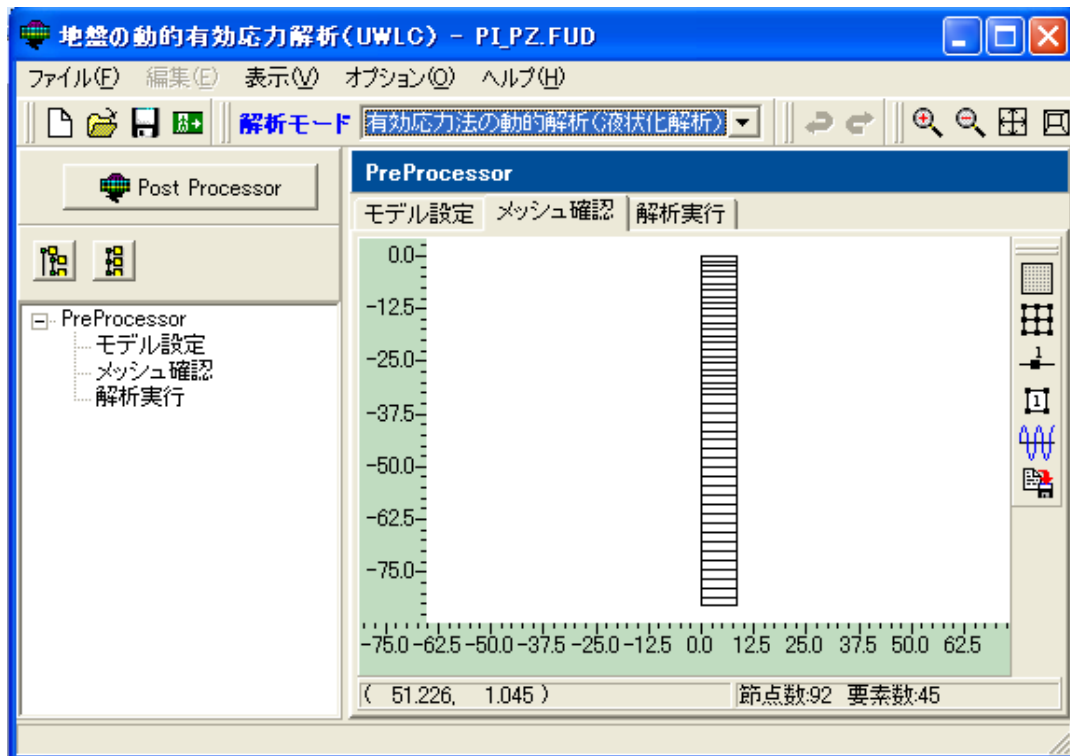 地盤の動的有効応力解析(UWLC) - PI_PZ.FUD
ファイル(F) 編集(E) 表示(V) オプション(O) ヘルプ(H)
解析モード 有効応力法の動的解析(液状化解析)
Post Processor
PreProcessor
モデル設定
メッシュ確認
解析実行
PreProcessor
モデル設定 メッシュ確認 解析実行
0.0
-12.5
-25.0
-37.5
-50.0
-62.5
-75.0
-75.0 -62.5 -50.0 -37.5 -25.0 -12.5 0.0 12.5 25.0 37.5 50.0 62.5
1
1
( 51.226, 1.045 ) 節点数:92 要素数:45